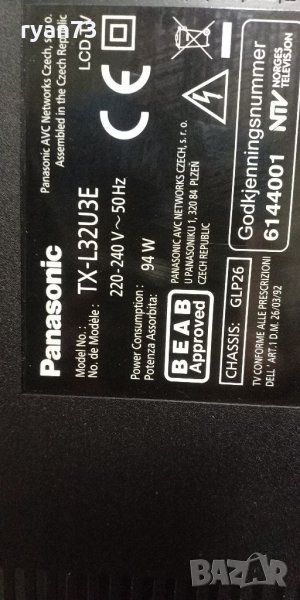 ryan73
Panasonic
Model No.:
No. de Modèle:
TX-L32U3E
220-240 V~50 Hz
Power Consumption:
Potenza Assorbita:
94 W
BEAB
Approved
CHASSIS: GLP26
TV CONFORME ALLE PRESCRIZIONI
DELL' ART.1 D.M. 26/03/92
Panasonic AVC Networks Czech, s.r.o.
Assembled in the Czech Republic
LCD
CE
PANASONIC AVC NETWORKS CZECH, s. r. o.
U PANASONIKU 1, 320 84 PLZEŇ
CZECH REPUBLIC
NTV NORGES
TELEVISJON
Godkjenningsnummer
6144001
BAZAR